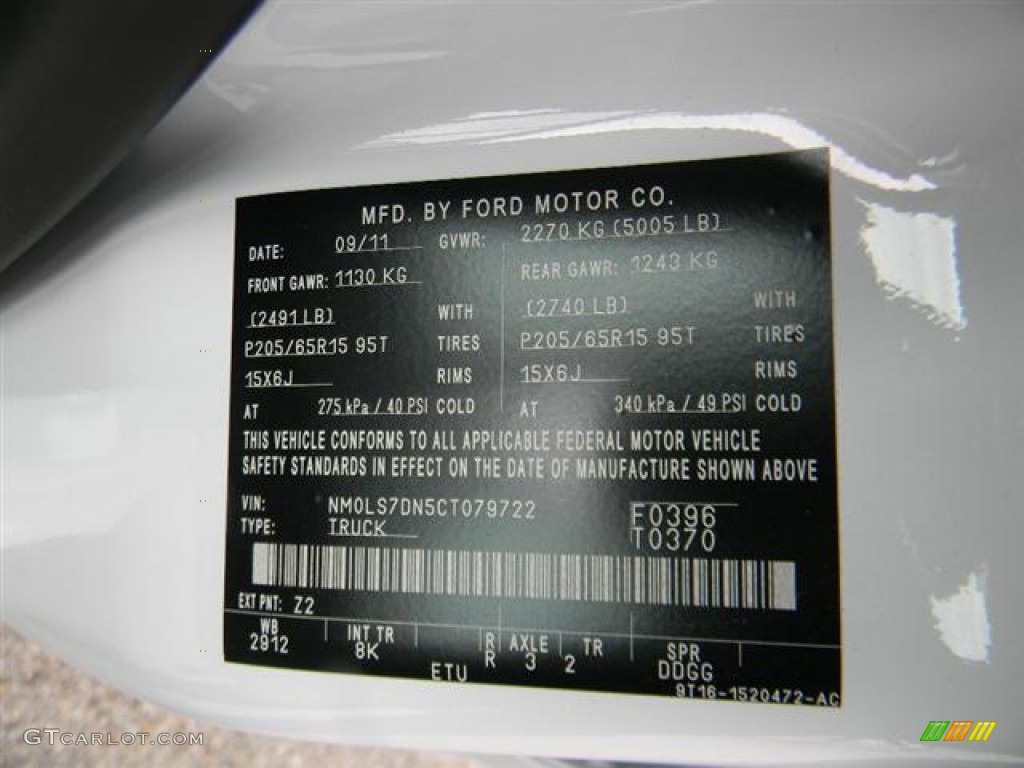 MFD. BY FORD MOTOR CO.
DATE: 09/11 GVWR: 2270 KG (5005 LB)
FRONT GAWR: 1130 KG REAR GAWR: 1243 KG
(2491 LB) WITH (2740 LB) WITH
P205/65R15 95T TIRES P205/65R15 95T TIRES
15X6J RIMS 15X6J RIMS
AT 275 kPa / 40 PSI COLD AT 340 kPa / 49 PSI COLD
THIS VEHICLE CONFORMS TO ALL APPLICABLE FEDERAL MOTOR VEHICLE
SAFETY STANDARDS IN EFFECT ON THE DATE OF MANUFACTURE SHOWN ABOVE
VIN: NM0LS7DN5CT079722 F0396
TYPE: TRUCK T0370
EXT PNT: Z2
WB INT TR R AXLE TR SPR
2912 8K R 3 2 DDGG
ETU
9T16-1520472-AC
GTCARLOT.COM